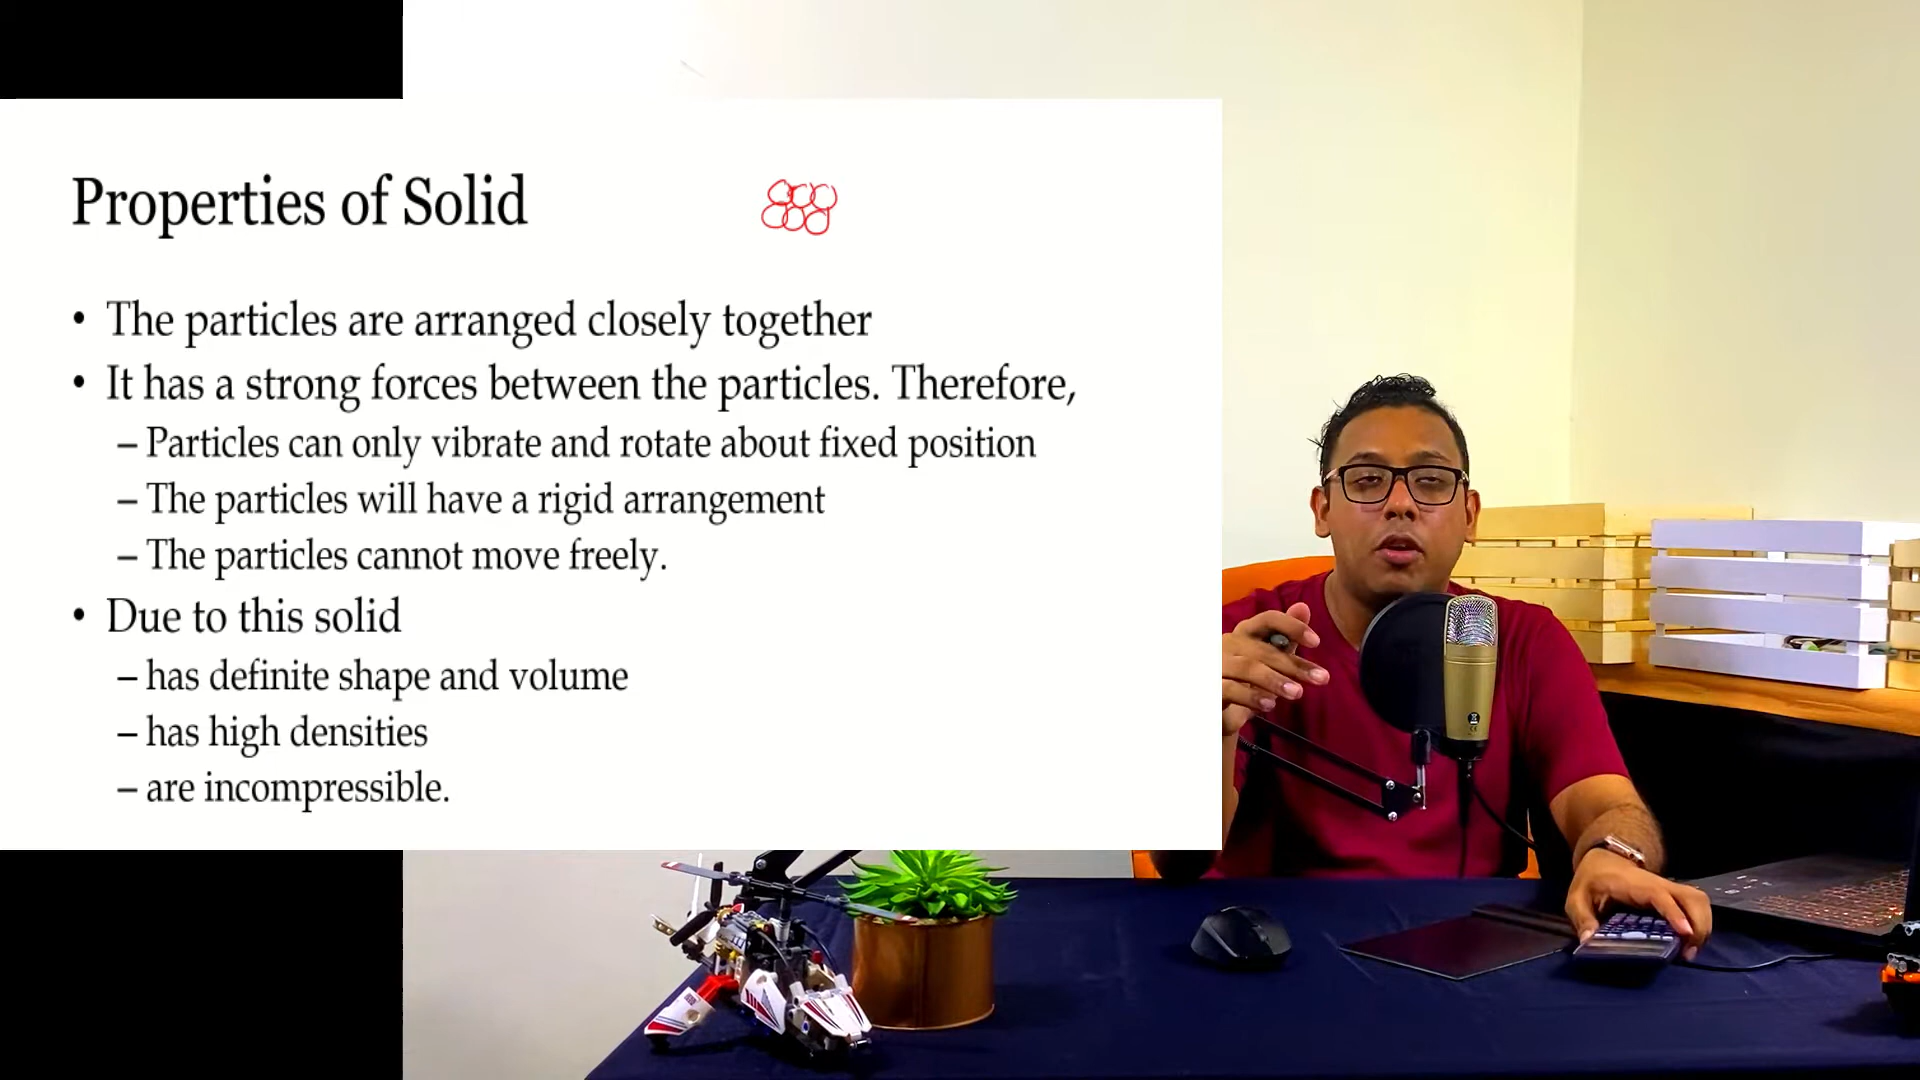 Properties of Solid
• The particles are arranged closely together
• It has a strong forces between the particles. Therefore,
– Particles can only vibrate and rotate about fixed position
– The particles will have a rigid arrangement
– The particles cannot move freely.
• Due to this solid
– has definite shape and volume
– has high densities
– are incompressible.